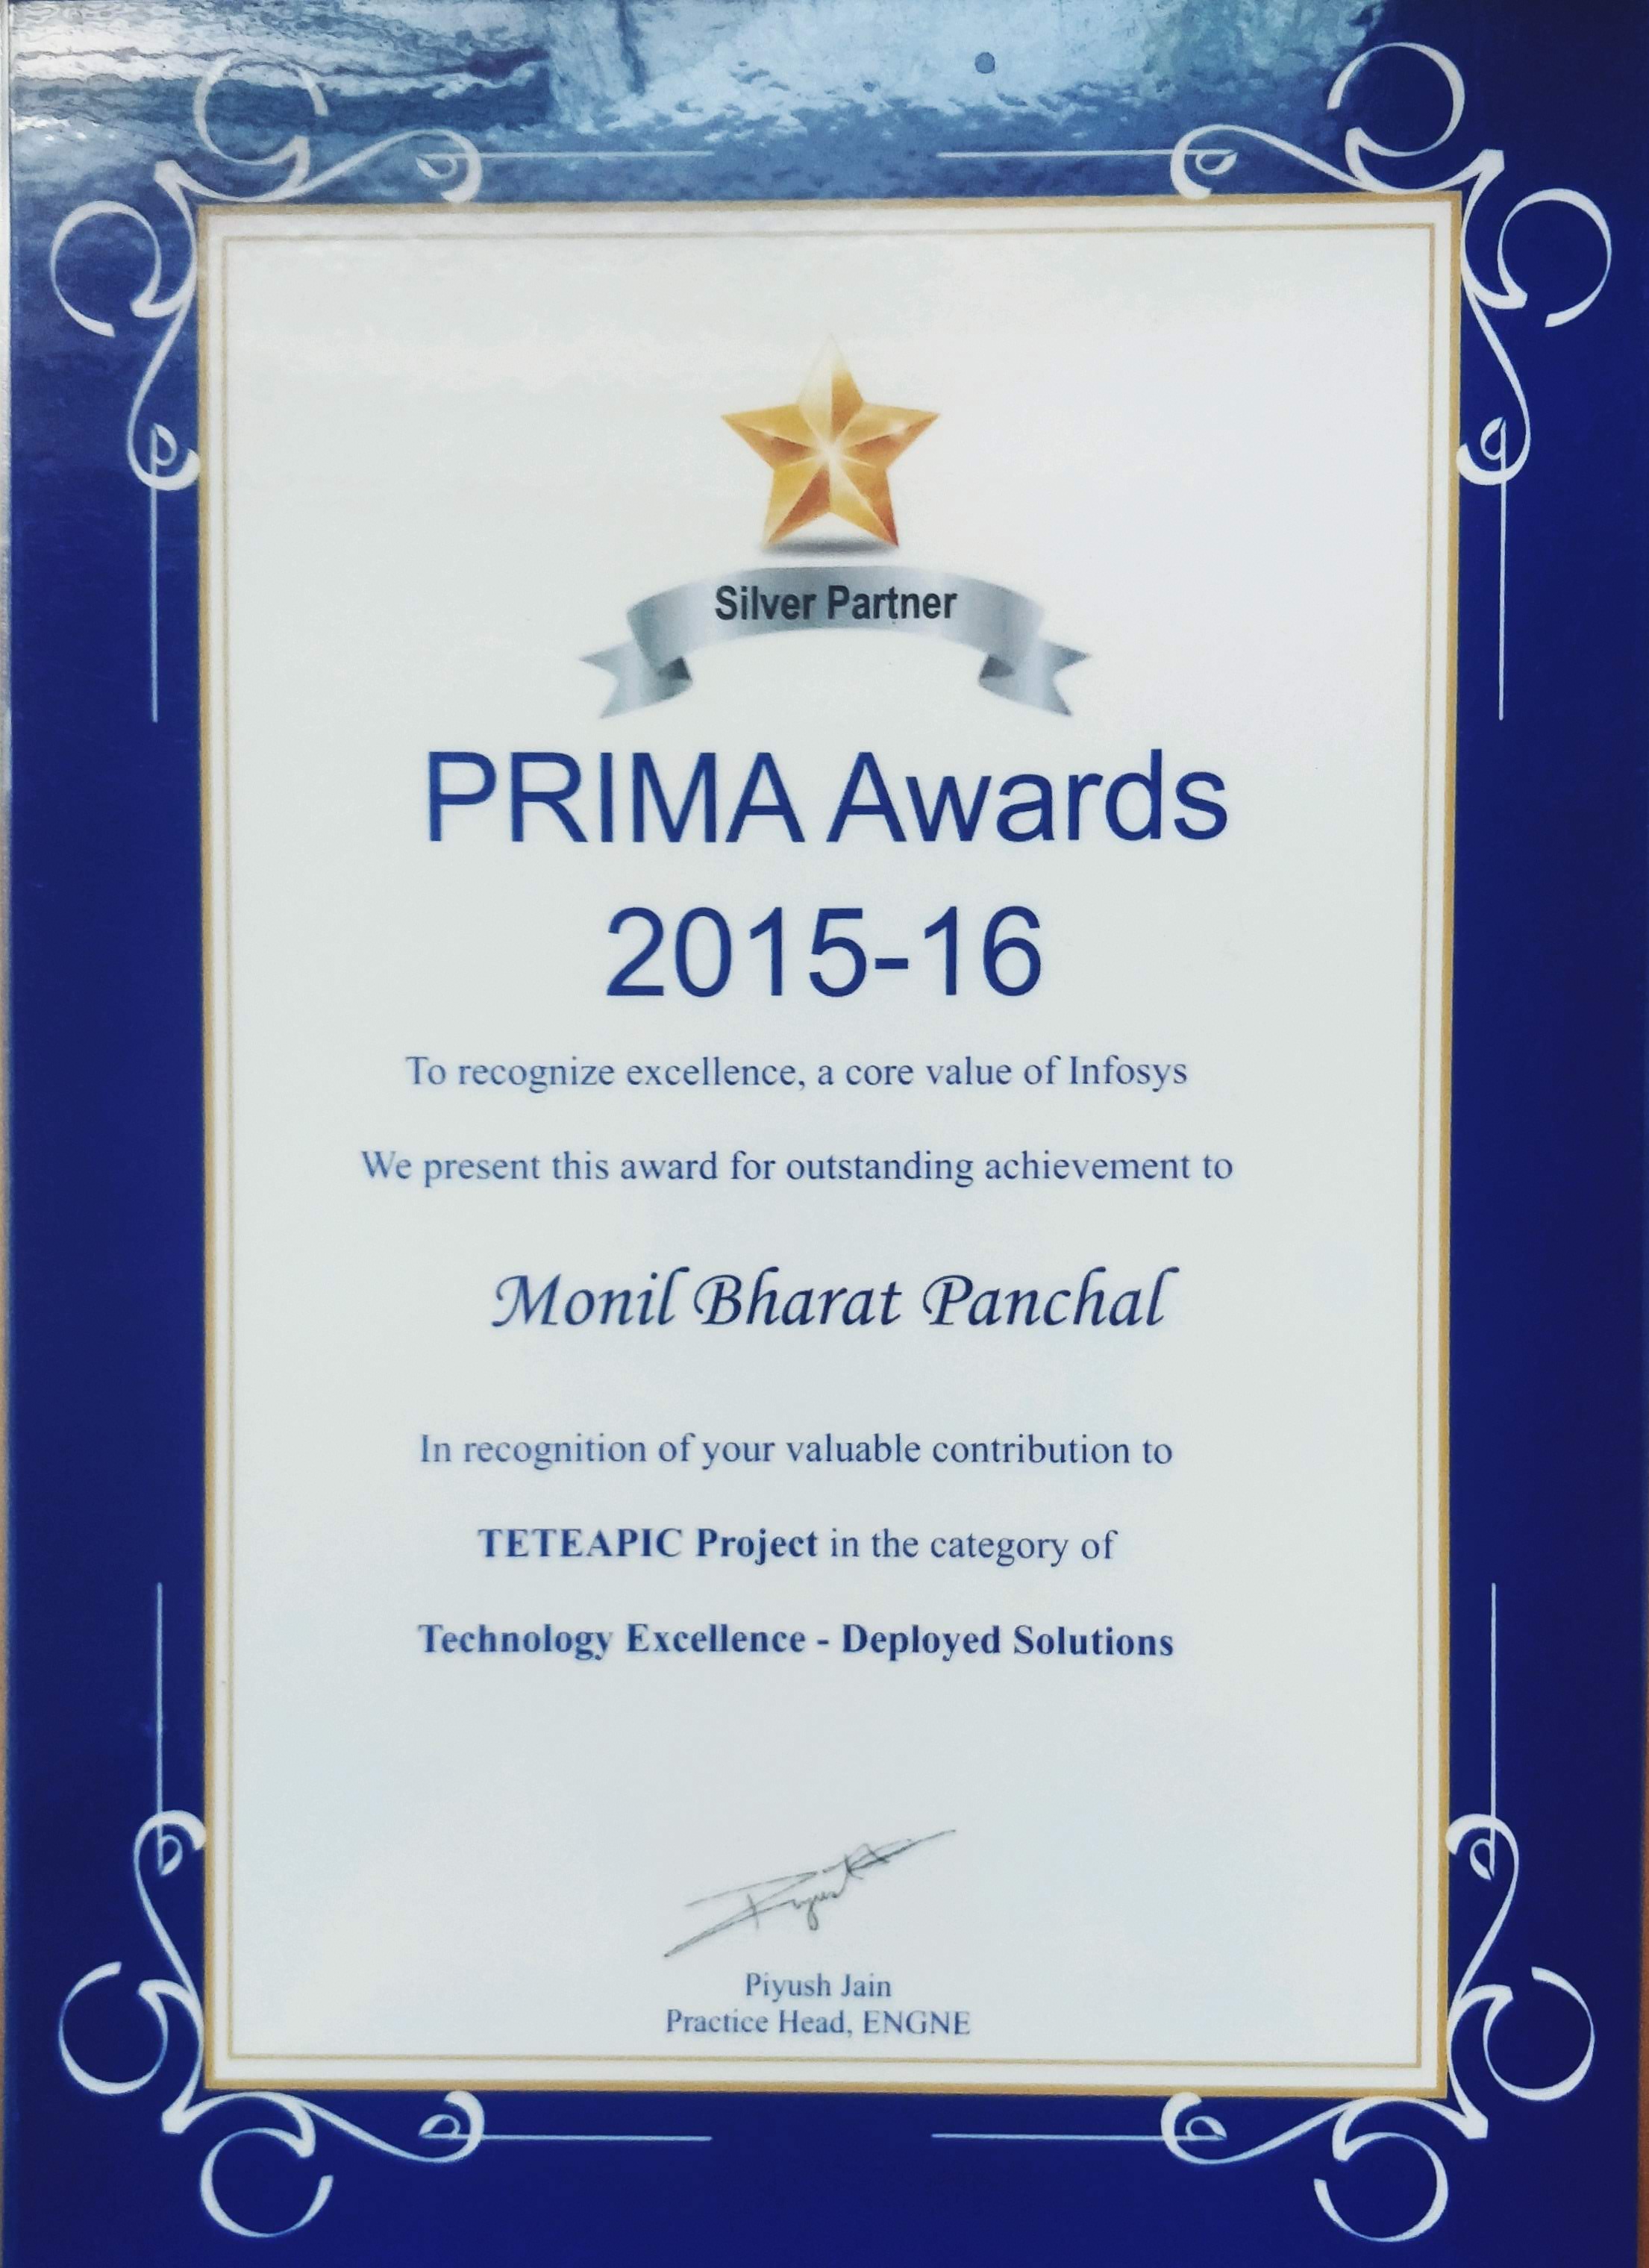 Silver Partner
PRIMA Awards
2015-16
To recognize excellence, a core value of Infosys
We present this award for outstanding achievement to
Monil Bharat Panchal
In recognition of your valuable contribution to
TETEAPIC Project in the category of
Technology Excellence - Deployed Solutions
Piyush Jain
Practice Head, ENGNE